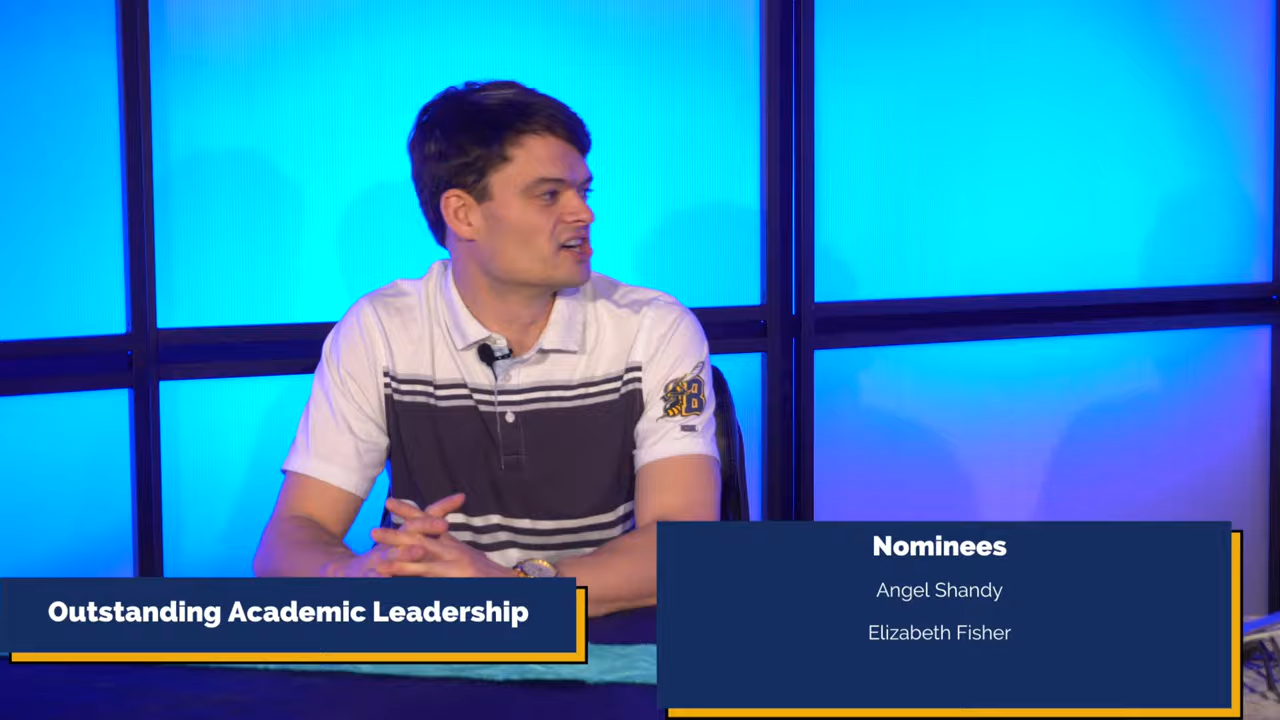 B
Outstanding Academic Leadership
Nominees
Angel Shandy
Elizabeth Fisher